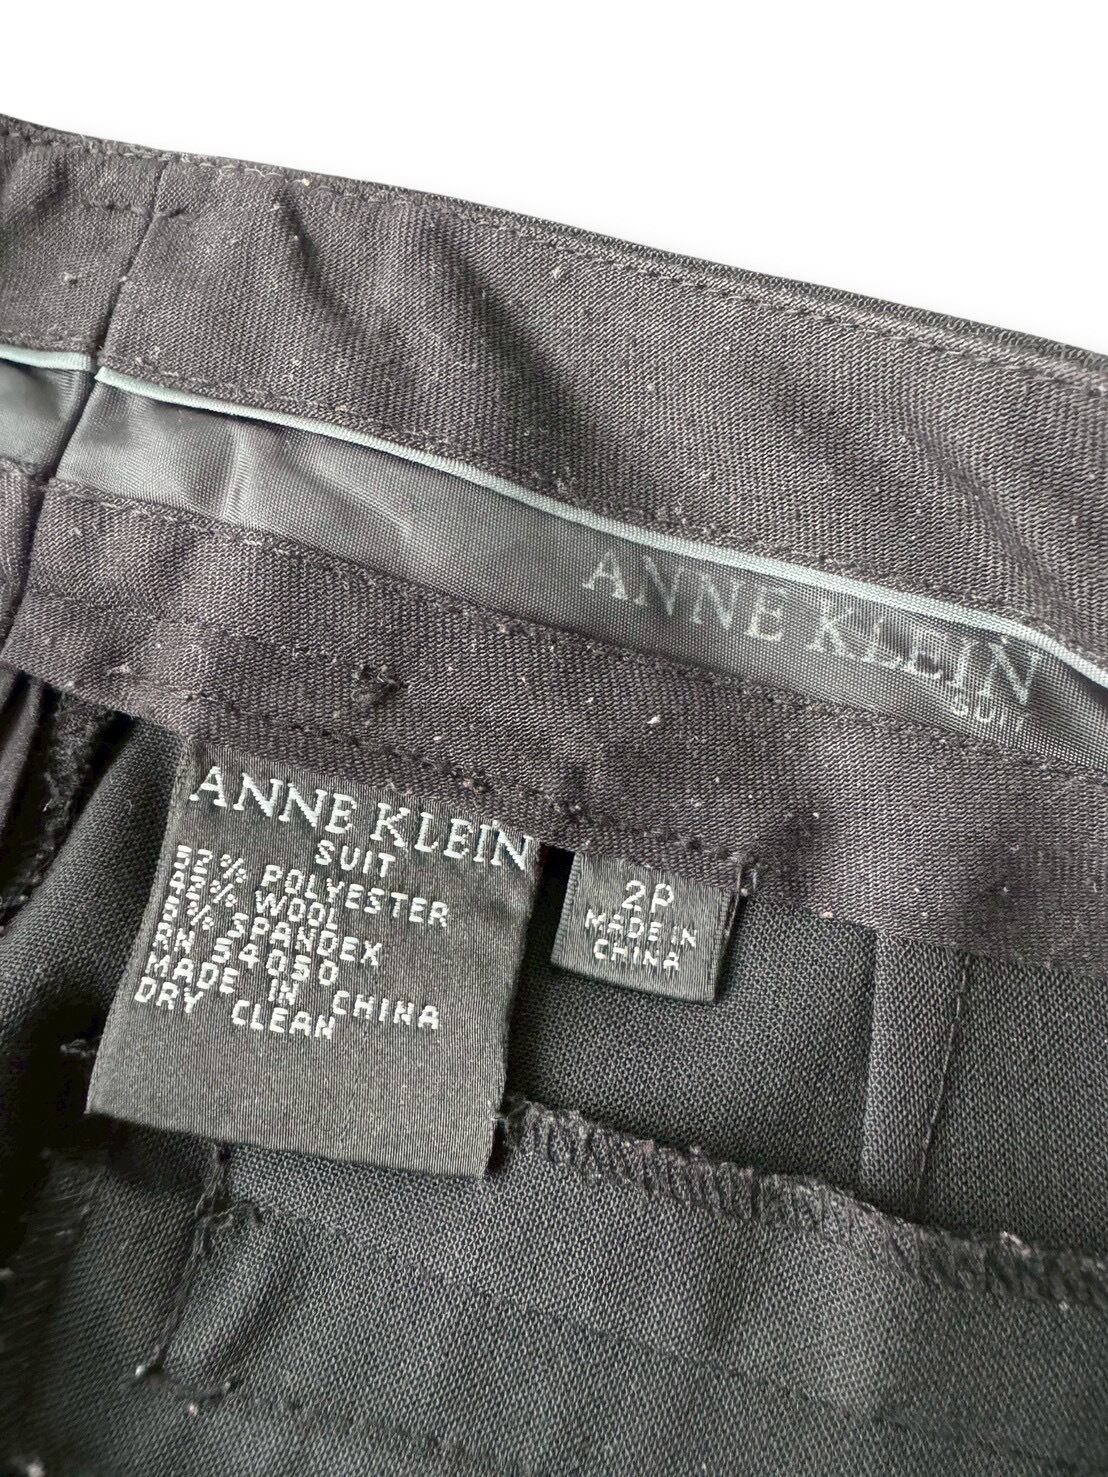 ANNE KLEIN
SUIT
ANNE KLEIN
SUIT
52% POLYESTER
43% WOOL
5% SPANDEX
RN 54050
MADE IN CHINA
DRY CLEAN
2P
MADE IN
CHINA